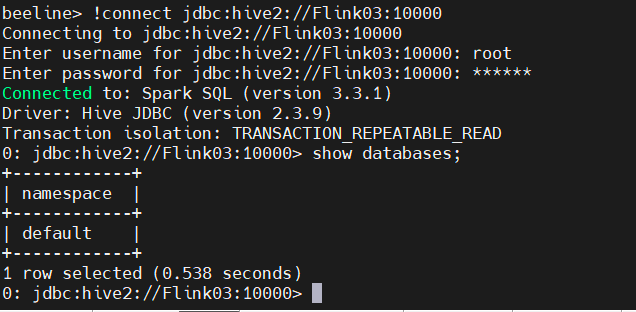 beeline> !connect jdbc:hive2://Flink03:10000
Connecting to jdbc:hive2://Flink03:10000
Enter username for jdbc:hive2://Flink03:10000: root
Enter password for jdbc:hive2://Flink03:10000: ******
Connected to: Spark SQL (version 3.3.1)
Driver: Hive JDBC (version 2.3.9)
Transaction isolation: TRANSACTION_REPEATABLE_READ
0: jdbc:hive2://Flink03:10000> show databases;
+------------+
| namespace  |
+------------+
| default    |
+------------+
1 row selected (0.538 seconds)
0: jdbc:hive2://Flink03:10000>